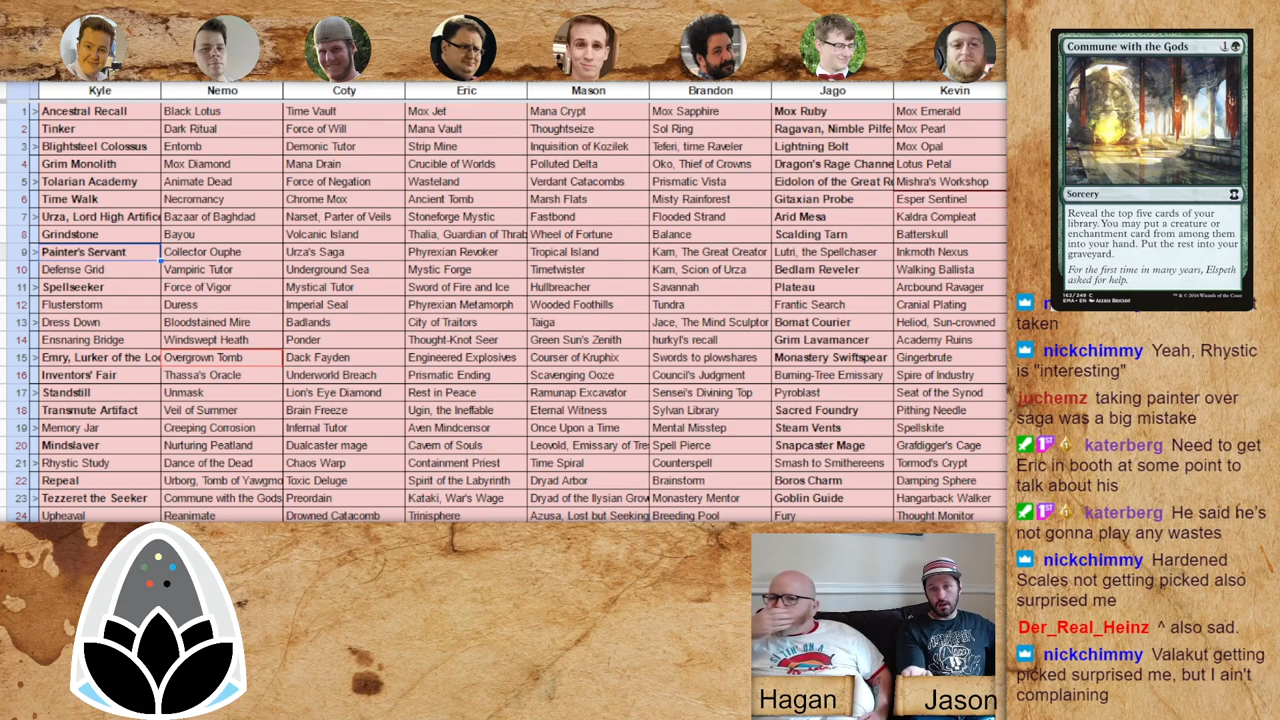 Kyle Nemo Coty Eric Mason Brandon Jago Kevin
1 > Ancestral Recall Black Lotus Time Vault Mox Jet Mana Crypt Mox Sapphire Mox Ruby Mox Emerald
2 Tinker Dark Ritual Force of Will Mana Vault Thoughtseize Sol Ring Ragavan, Nimble Pilfe Mox Pearl
3 > Blightsteel Colossus Entomb Demonic Tutor Strip Mine Inquisition of Kozilek Teferi, time Raveler Lightning Bolt Mox Opal
4 Grim Monolith Mox Diamond Mana Drain Crucible of Worlds Polluted Delta Oko, Thief of Crowns Dragon's Rage Channe Lotus Petal
5 > Tolarian Academy Animate Dead Force of Negation Wasteland Verdant Catacombs Prismatic Vista Eidolon of the Great Re Mishra's Workshop
6 Time Walk Necromancy Chrome Mox Ancient Tomb Marsh Flats Misty Rainforest Gitaxian Probe Esper Sentinel
7 > Urza, Lord High Artifice Bazaar of Baghdad Narset, Parter of Veils Stoneforge Mystic Fastbond Flooded Strand Arid Mesa Kaldra Compleat
8 Grindstone Bayou Volcanic Island Thalia, Guardian of Thrab Wheel of Fortune Balance Scalding Tarn Batterskull
9 > Painter's Servant Collector Ouphe Urza's Saga Phyrexian Revoker Tropical Island Karn, The Great Creator Lutri, the Spellchaser Inkmoth Nexus
10 Defense Grid Vampiric Tutor Underground Sea Mystic Forge Timetwister Karn, Scion of Urza Bedlam Reveler Walking Ballista
11 > Spellseeker Force of Vigor Mystical Tutor Sword of Fire and Ice Hullbreacher Savannah Plateau Arcbound Ravager
12 Flusterstorm Duress Imperial Seal Phyrexian Metamorph Wooded Foothills Tundra Frantic Search Cranial Plating
13 > Dress Down Bloodstained Mire Badlands City of Traitors Taiga Jace, The Mind Sculptor Bomat Courier Heliod, Sun-crowned
14 Ensnaring Bridge Windswept Heath Ponder Thought-Knot Seer Green Sun's Zenith hurkyl's recall Grim Lavamancer Academy Ruins
15 > Emry, Lurker of the Loc Overgrown Tomb Dack Fayden Engineered Explosives Courser of Kruphix Swords to plowshares Monastery Swiftspear Gingerbrute
16 Inventors' Fair Thassa's Oracle Underworld Breach Prismatic Ending Scavenging Ooze Council's Judgment Burning-Tree Emissary Spire of Industry
17 > Standstill Unmask Lion's Eye Diamond Rest in Peace Ramunap Excavator Sensei's Divining Top Pyroblast Seat of the Synod
18 Transmute Artifact Veil of Summer Brain Freeze Ugin, the Ineffable Eternal Witness Sylvan Library Sacred Foundry Pithing Needle
19 > Memory Jar Creeping Corrosion Infernal Tutor Aven Mindcensor Once Upon a Time Mental Misstep Steam Vents Spellskite
20 Mindslaver Nurturing Peatland Dualcaster mage Cavern of Souls Leovold, Emissary of Tres Spell Pierce Snapcaster Mage Grafdigger's Cage
21 > Rhystic Study Dance of the Dead Chaos Warp Containment Priest Time Spiral Counterspell Smash to Smithereens Tormod's Crypt
22 Repeal Urborg, Tomb of Yawgmo Toxic Deluge Spirit of the Labyrinth Dryad Arbor Brainstorm Boros Charm Damping Sphere
23 > Tezzeret the Seeker Commune with the Gods Preordain Kataki, War's Wage Dryad of the Ilysian Grov Monastery Mentor Goblin Guide Hangarback Walker
24 Upheaval Reanimate Drowned Catacomb Trinisphere Azusa, Lost but Seeking Breeding Pool Fury Thought Monitor
Commune with the Gods 1
Sorcery
Reveal the top five cards of your
library. You may put a creature or
enchantment card from among them
into your hand. Put the rest into your
graveyard.
For the first time in many years, Elspeth
asked for help.
162/249 C
EMA • EN Aleksi Briclot
taken
nickchimmy Yeah, Rhystic
is "interesting"
juchemz taking painter over
saga was a big mistake
katerberg Need to get
Eric in booth at some point to
talk about his
katerberg He said he's
not gonna play any wastes
nickchimmy Hardened
Scales not getting picked also
surprised me
Der_Real_Heinz ^ also sad.
nickchimmy Valakut getting
picked surprised me, but I ain't
complaining
Hagan
Jason